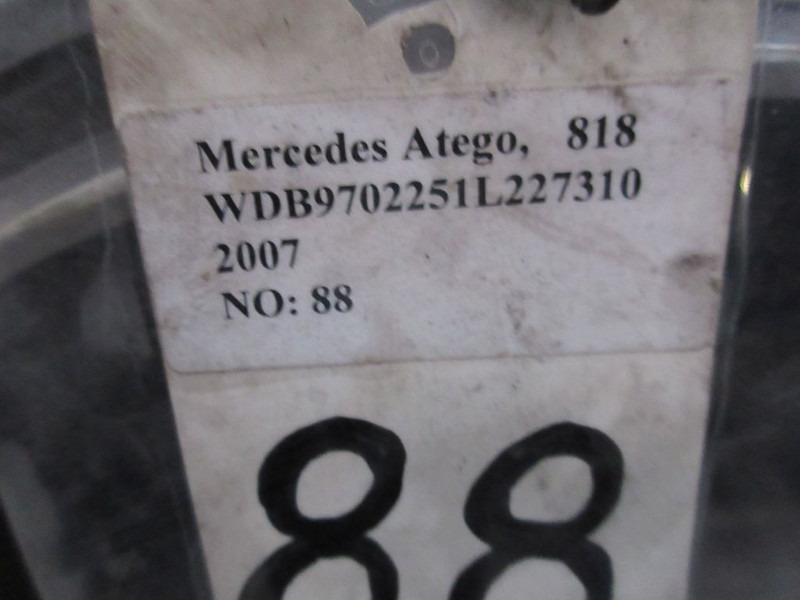 Mercedes Atego, 818
WDB9702251L227310
2007
NO: 88
88